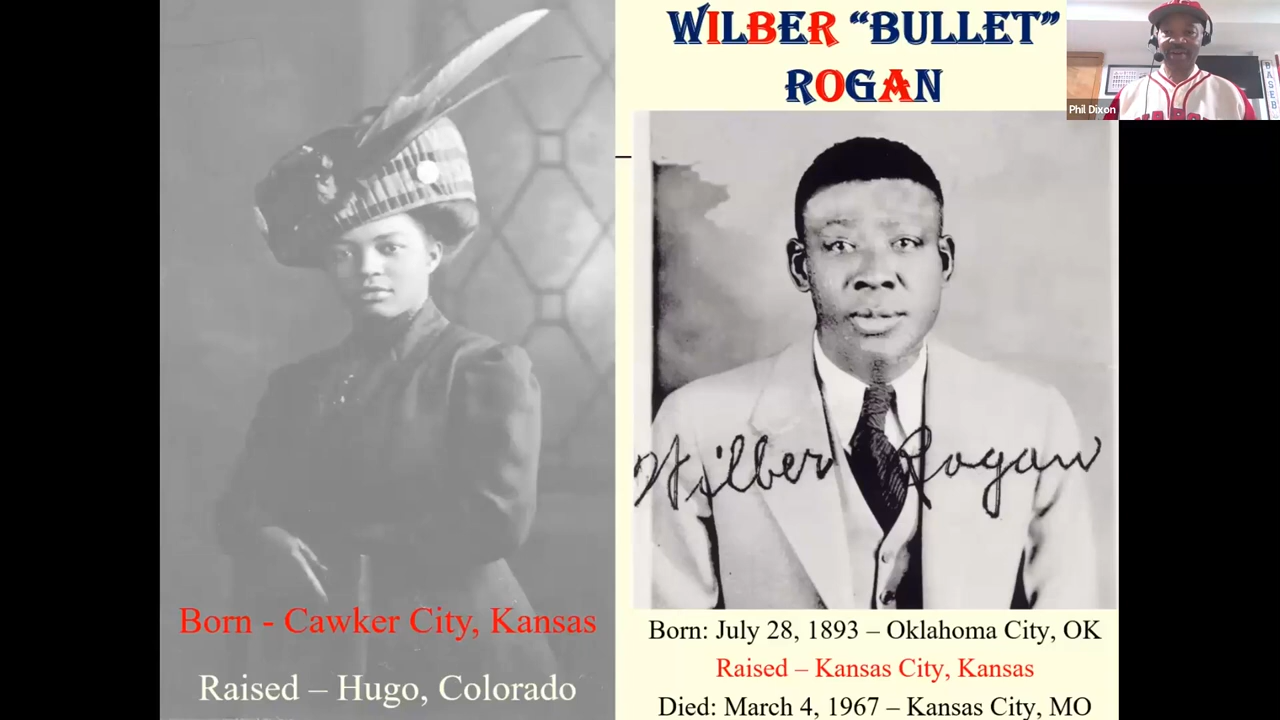 Born - Cawker City, Kansas
Raised – Hugo, Colorado
WILBER “BULLET”
ROGAN
Wilber Rogan
Born: July 28, 1893 – Oklahoma City, OK
Raised – Kansas City, Kansas
Died: March 4, 1967 – Kansas City, MO
Phil Dixon